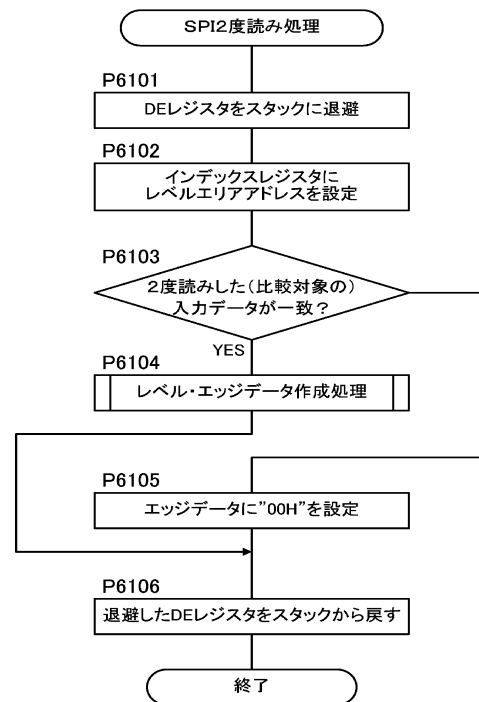 SPI2度読み処理
P6101
DEレジスタをスタックに退避
P6102
インデックスレジスタに
レベルエリアアドレスを設定
P6103
2度読みした(比較対象の)
入力データが一致?
YES
P6104
レベル・エッジデータ作成処理
P6105
エッジデータに"00H"を設定
P6106
退避したDEレジスタをスタックから戻す
終了